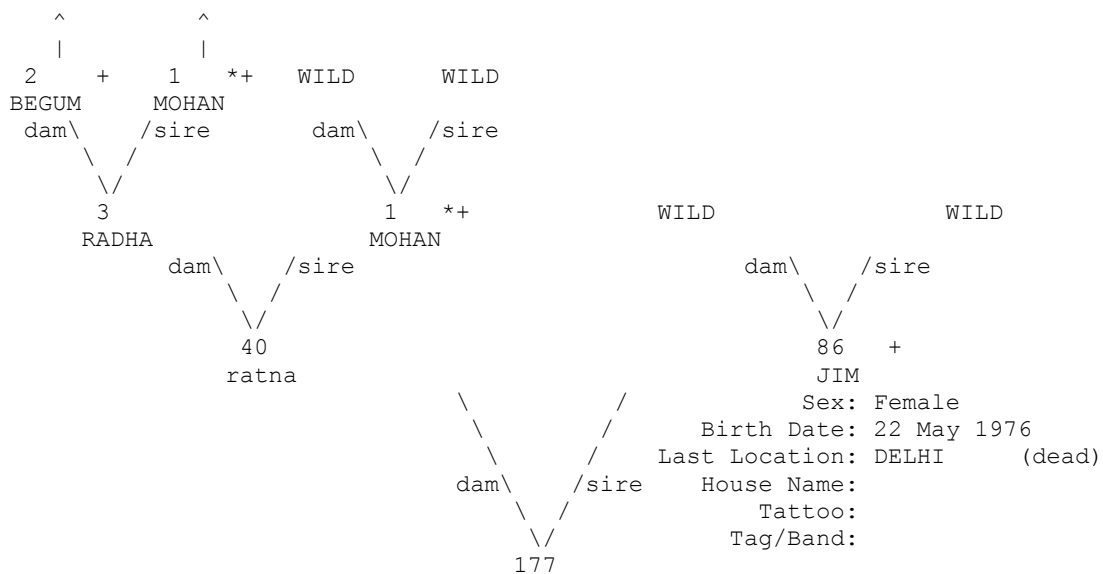 ^ ^
| |
2 + 1 *+ WILD WILD
BEGUM MOHAN
dam\ /sire dam\ /sire
\ / \ /
\/ \/
3 1 *+ WILD WILD
RADHA MOHAN
dam\ /sire dam\ /sire
\ / \ /
\/ \/
40 86 +
ratna JIM
\ / Sex: Female
\ / Birth Date: 22 May 1976
\ / Last Location: DELHI (dead)
dam\ /sire House Name:
\ / Tattoo:
\/ Tag/Band:
177